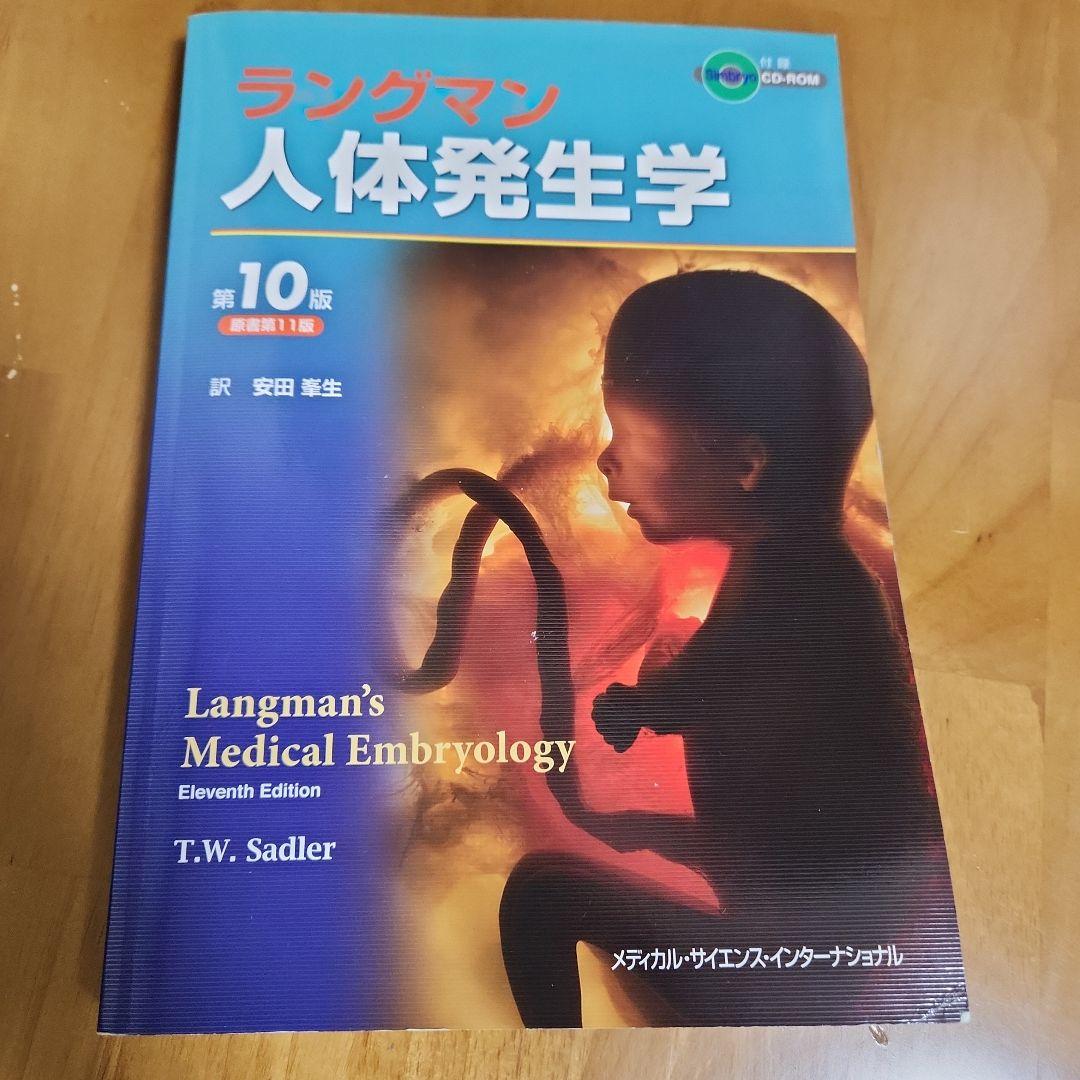 ラングマン
人体発生学
Simbryo
付録
CD-ROM
第10版
原書第11版
訳 安田 峯生
Langman's
Medical Embryology
Eleventh Edition
T.W. Sadler
メディカル・サイエンス・インターナショナル